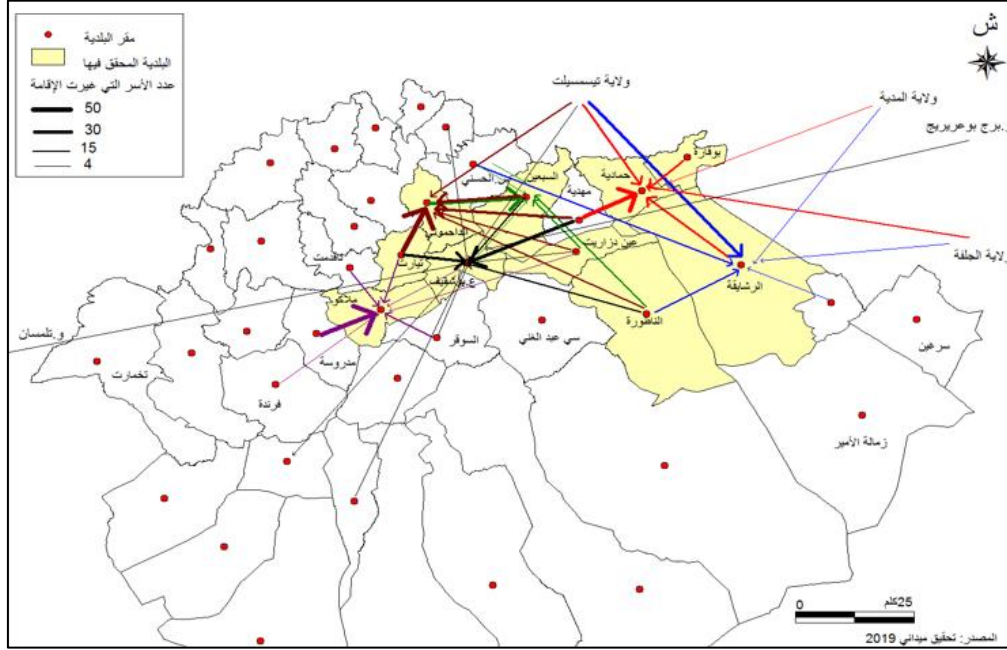 مقر البلدية
البلدية المحقق فيها
عدد الأسر التي غيرت الإقامة
50
30
15
4
ش
ولاية تيسمسيلت
ولاية المدية
و.برج بوعريريج
بوقارة
حمادية
السبعين
مهدية
الداحموني
عين دزاريت
تيارت
تاقدمت
الرشايقة
ولاية الجلفة
ملاكو
الناظورة
سي عبد الغني
السوقر
مدروسة
سرغين
و.تلمسان
تخمارت
فرندة
زمالة الأمير
25كلم
0
المصدر: تحقيق ميداني 2019